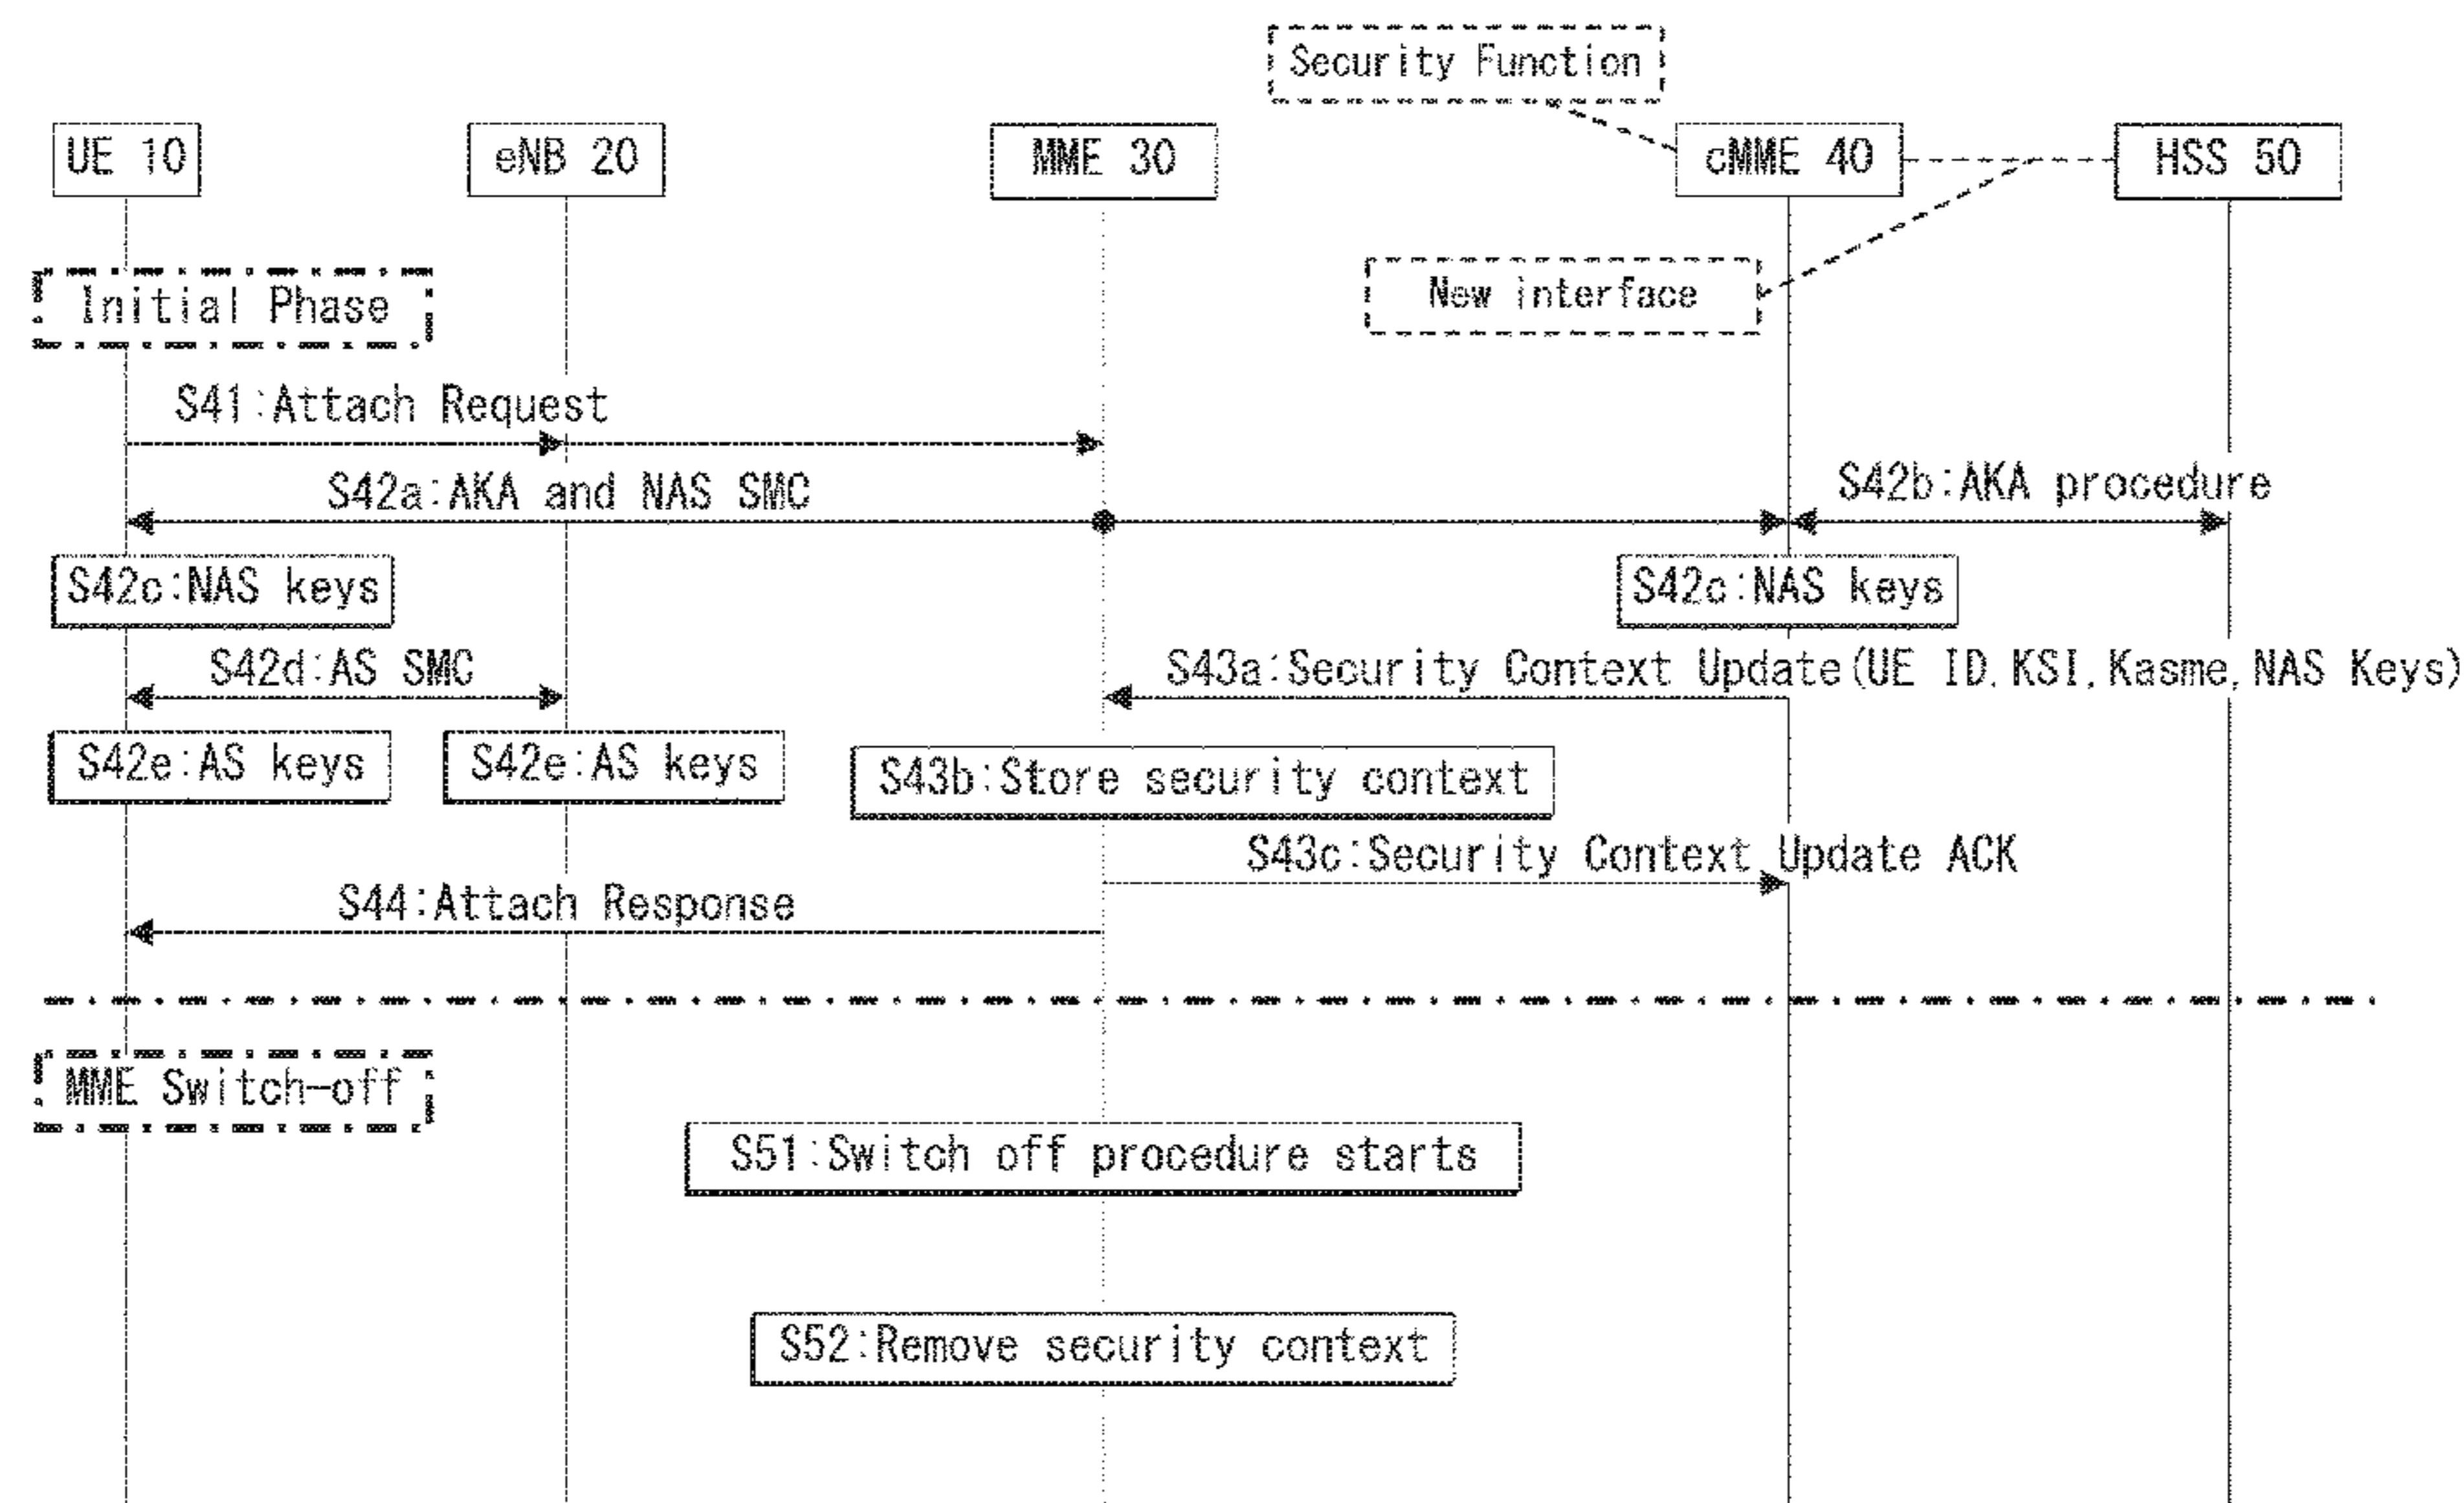 Security Function
UE 10
eNB 20
MME 30
cMME 40
HSS 50
Initial Phase
New interface
S41:Attach Request
S42a:AKA and NAS SMC
S42b:AKA procedure
S42c:NAS keys
S42c:NAS keys
S42d:AS SMC
S43a:Security Context Update(UE ID,KSI,Kasme,NAS Keys)
S42e:AS keys
S42e:AS keys
S43b:Store security context
S43c:Security Context Update ACK
S44:Attach Response
MME Switch-off
S51:Switch off procedure starts
S52:Remove security context